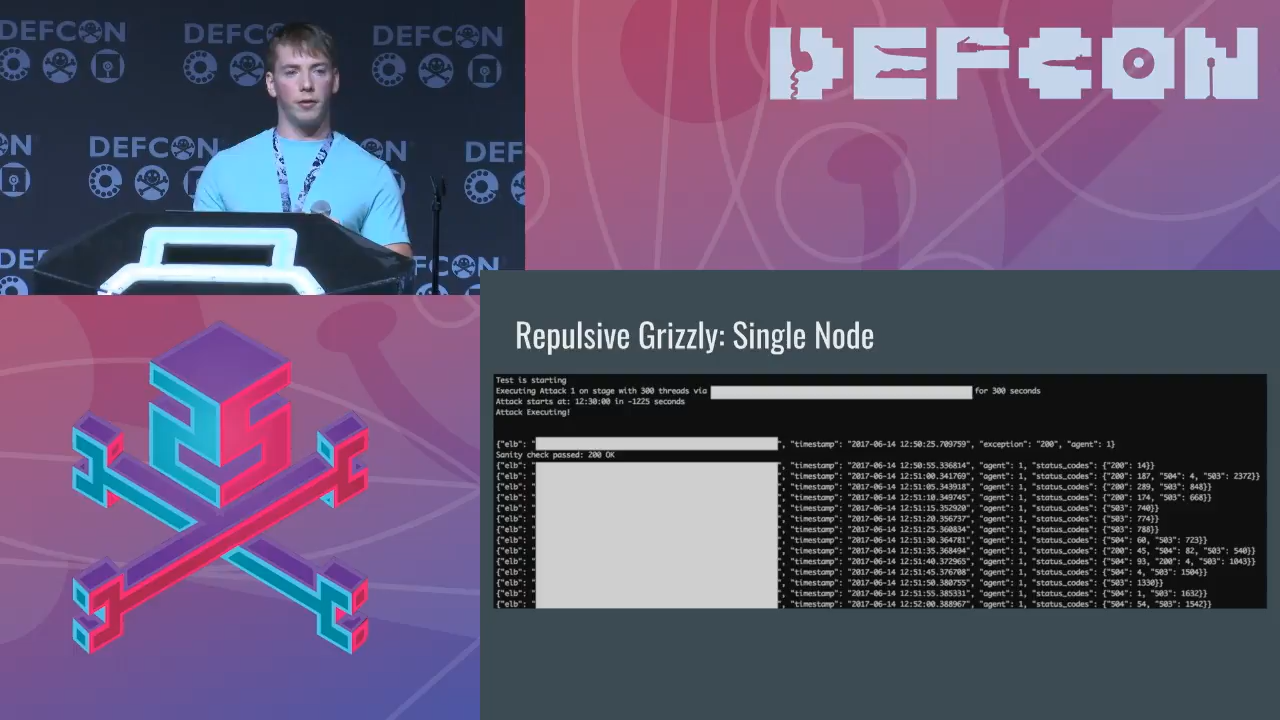 DEFCON
DEFCON
DEFCON
DEFCON
DEFCON
DEF
Repulsive Grizzly: Single Node
Test is starting
Executing Attack 1 on stage with 300 threads via for 300 seconds
Attack starts at: 12:30:00 in -1225 seconds
Attack Executing!
{"elb": " ", "timestamp": "2017-06-14 12:50:25.709759", "exception": "200", "agent": 1}
Sanity check passed: 200 OK
{"elb": " ", "timestamp": "2017-06-14 12:50:55.336814", "agent": 1, "status_codes": {"200": 14}}
{"elb": " ", "timestamp": "2017-06-14 12:51:00.341769", "agent": 1, "status_codes": {"200": 187, "504": 4, "503": 2372}}
{"elb": " ", "timestamp": "2017-06-14 12:51:05.343918", "agent": 1, "status_codes": {"200": 289, "503": 848}}
{"elb": " ", "timestamp": "2017-06-14 12:51:10.349745", "agent": 1, "status_codes": {"200": 174, "503": 668}}
{"elb": " ", "timestamp": "2017-06-14 12:51:15.352920", "agent": 1, "status_codes": {"503": 740}}
{"elb": " ", "timestamp": "2017-06-14 12:51:20.356737", "agent": 1, "status_codes": {"503": 774}}
{"elb": " ", "timestamp": "2017-06-14 12:51:25.360834", "agent": 1, "status_codes": {"503": 788}}
{"elb": " ", "timestamp": "2017-06-14 12:51:30.364781", "agent": 1, "status_codes": {"504": 60, "503": 723}}
{"elb": " ", "timestamp": "2017-06-14 12:51:35.368494", "agent": 1, "status_codes": {"200": 45, "504": 82, "503": 540}}
{"elb": " ", "timestamp": "2017-06-14 12:51:40.372965", "agent": 1, "status_codes": {"504": 93, "200": 4, "503": 1043}}
{"elb": " ", "timestamp": "2017-06-14 12:51:45.376708", "agent": 1, "status_codes": {"504": 4, "503": 1504}}
{"elb": " ", "timestamp": "2017-06-14 12:51:50.380755", "agent": 1, "status_codes": {"503": 1330}}
{"elb": " ", "timestamp": "2017-06-14 12:51:55.385331", "agent": 1, "status_codes": {"504": 1, "503": 1632}}
{"elb": " ", "timestamp": "2017-06-14 12:52:00.388967", "agent": 1, "status_codes": {"504": 54, "503": 1542}}